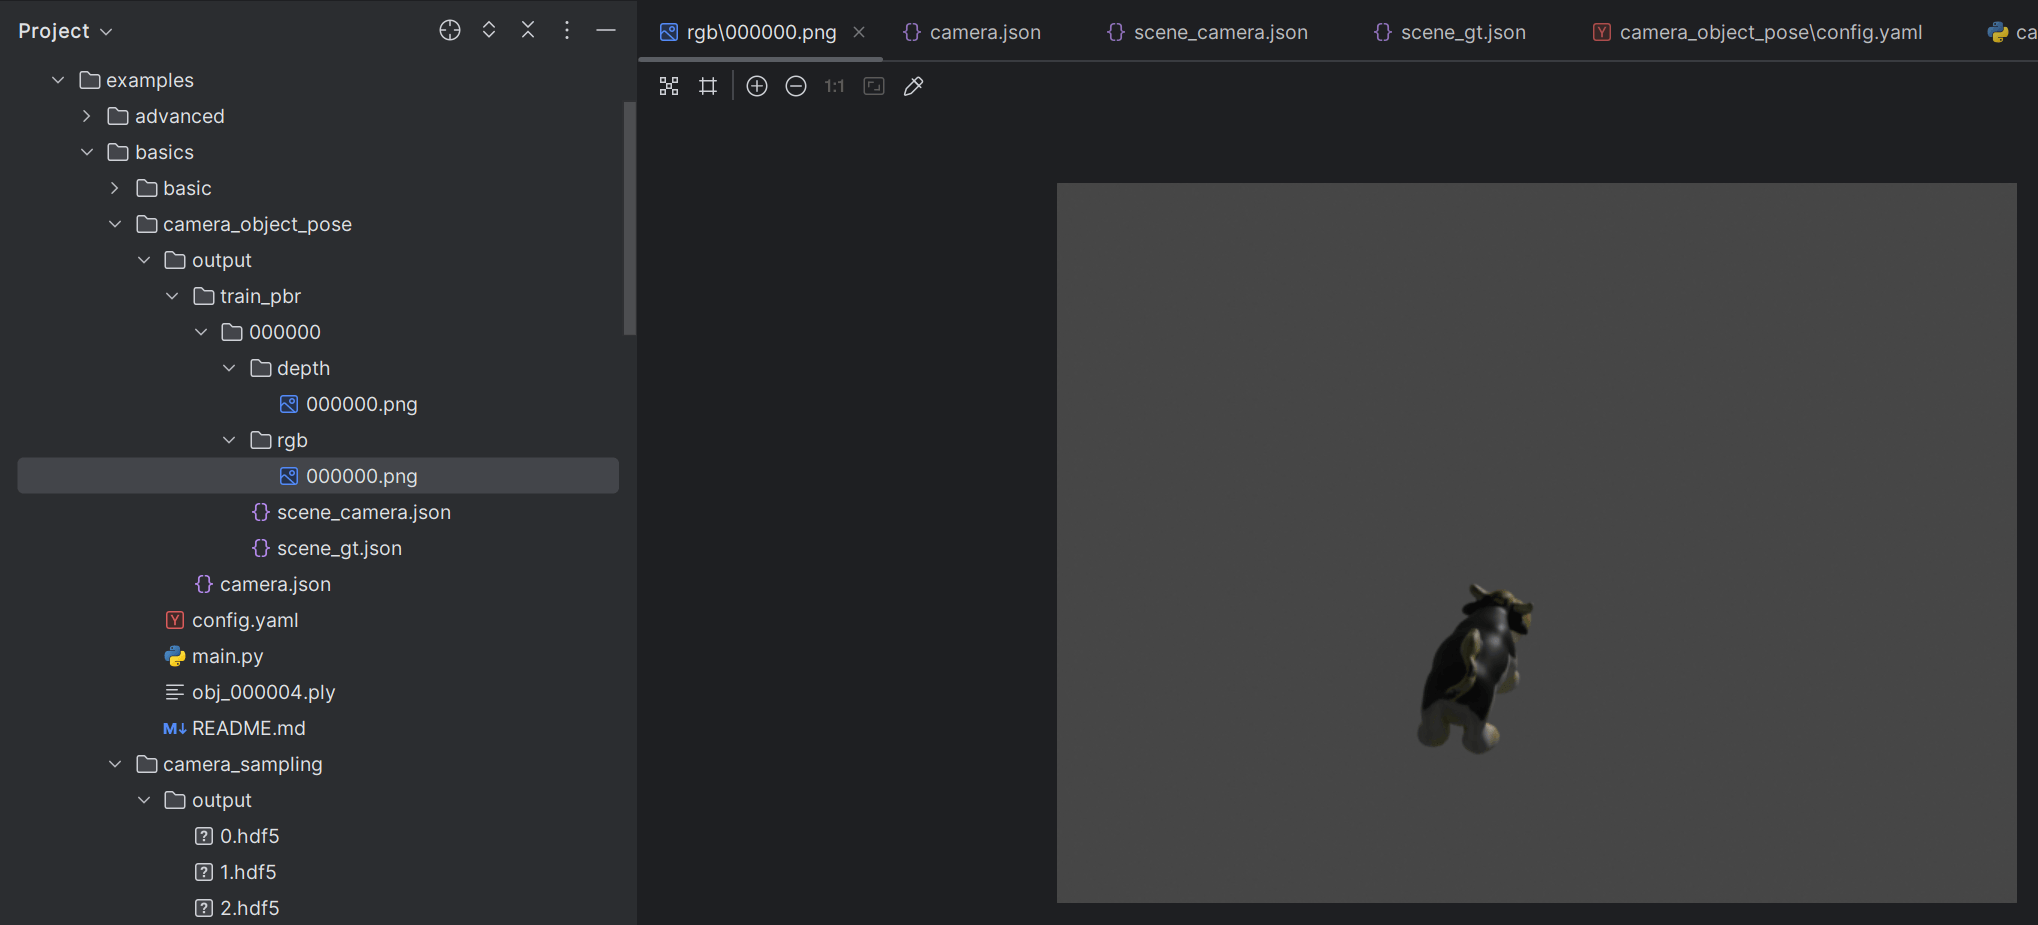 Project
rgb\000000.png
camera.json
scene_camera.json
scene_gt.json
camera_object_pose\config.yaml
ca
1:1
examples
advanced
basics
basic
camera_object_pose
output
train_pbr
000000
depth
000000.png
rgb
000000.png
scene_camera.json
scene_gt.json
camera.json
Y config.yaml
main.py
obj_000004.ply
M↓ README.md
camera_sampling
output
? 0.hdf5
? 1.hdf5
? 2.hdf5